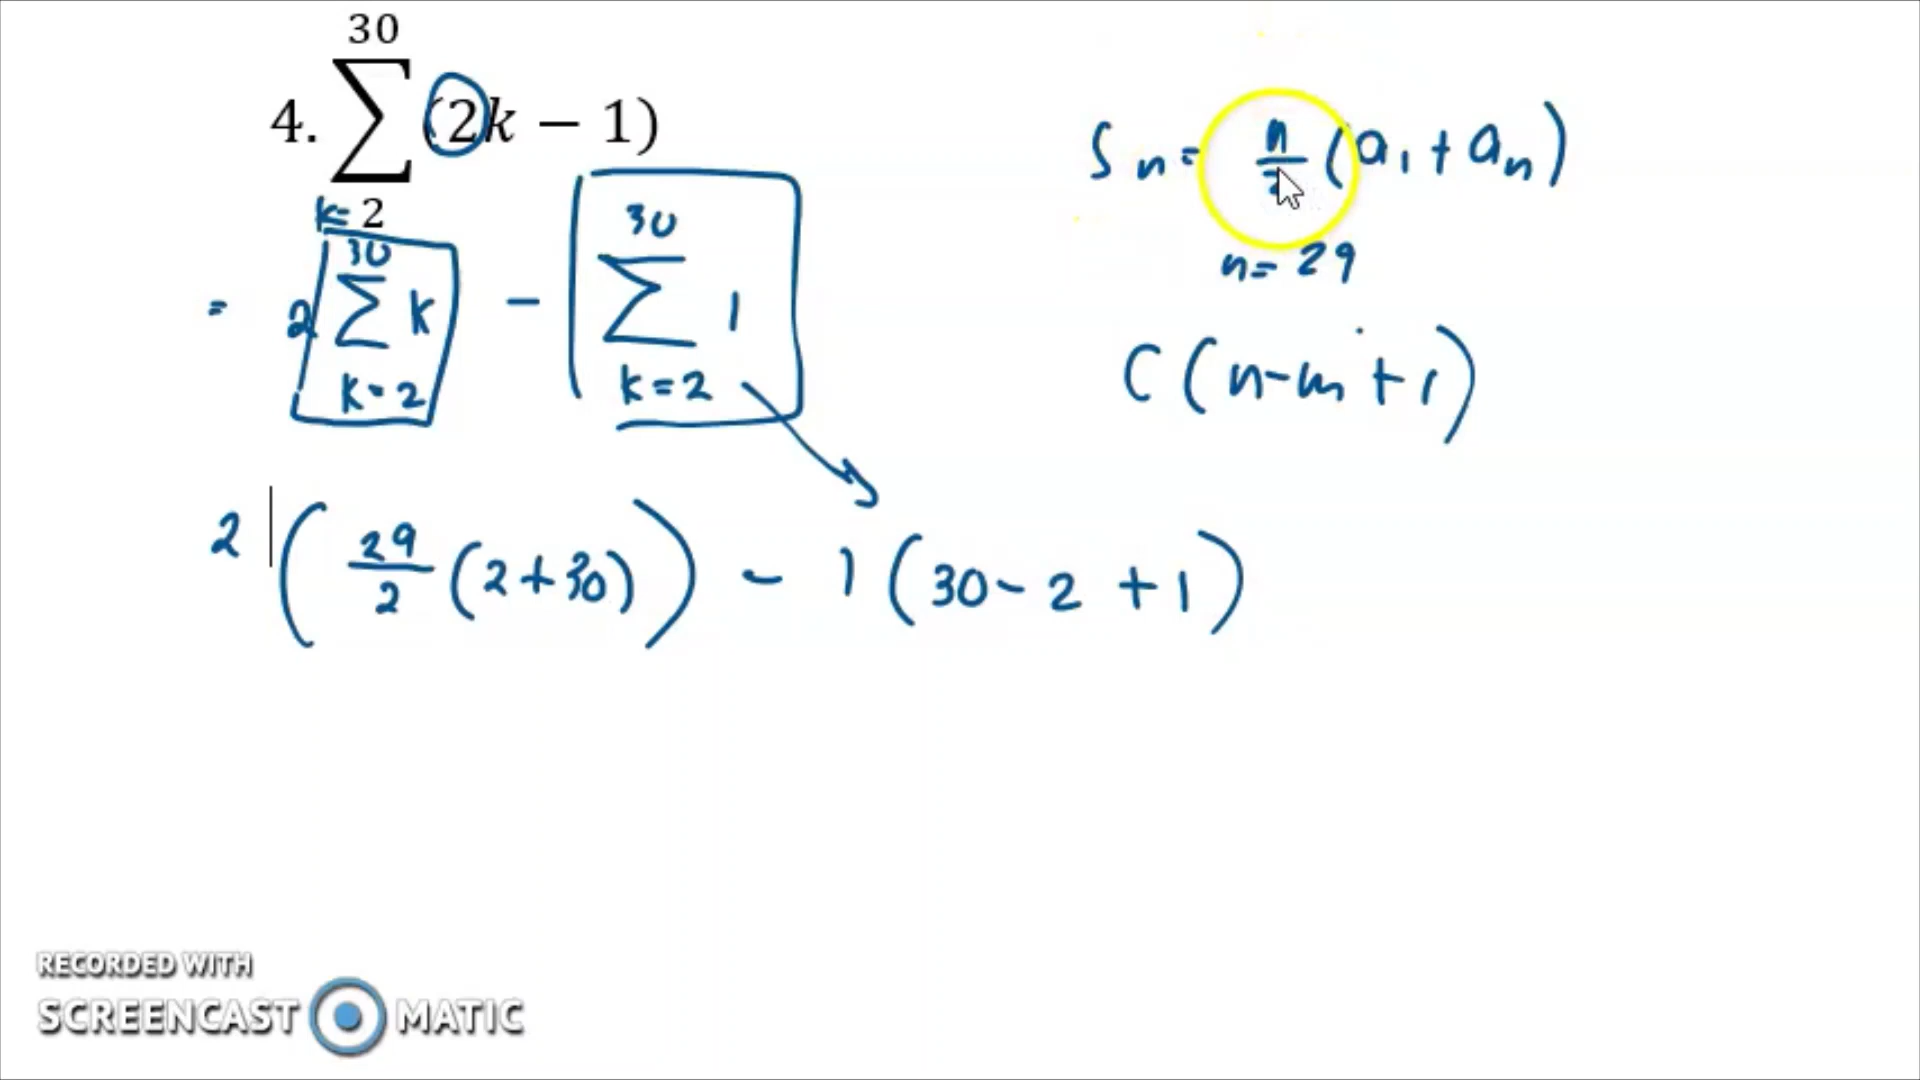 30
4. ∑ (2k − 1)
k= 2
Sn = n/2 (a1 + an)
n= 29
30 30
= 2 ∑ k − ∑ 1
k=2 k=2
C(n-m+1)
2 ( 29/2 (2+30) ) - 1 (30-2+1)
RECORDED WITH
SCREENCAST MATIC